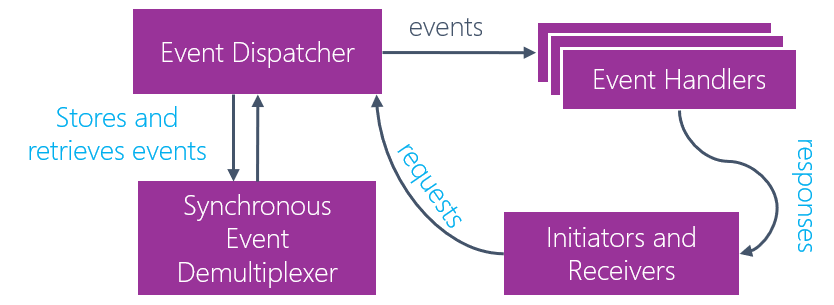 Event Dispatcher
events
Event Handlers
Stores and
retrieves events
requests
responses
Synchronous
Event
Demultiplexer
Initiators and
Receivers